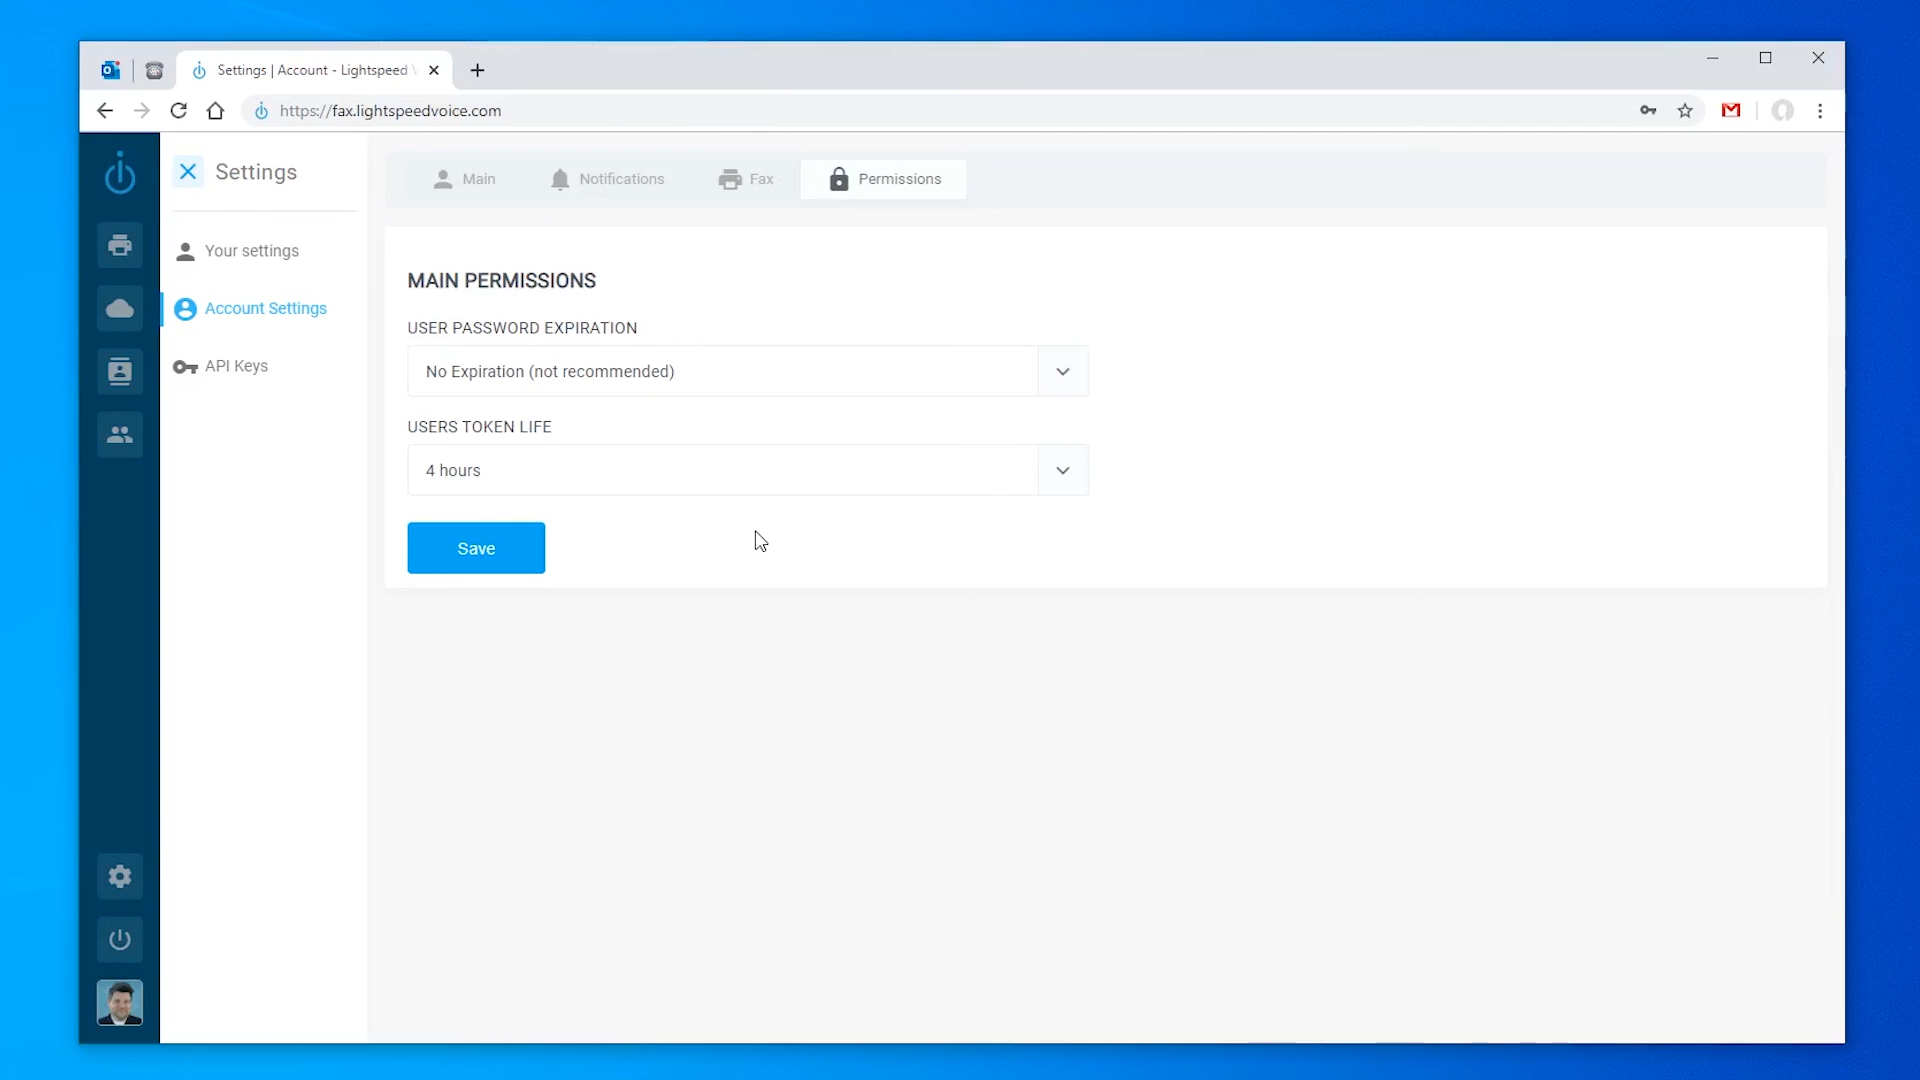 Settings | Account - Lightspeed
https://fax.lightspeedvoice.com
Settings
Your settings
Account Settings
API Keys
Main
Notifications
Fax
Permissions
MAIN PERMISSIONS
USER PASSWORD EXPIRATION
No Expiration (not recommended)
USERS TOKEN LIFE
4 hours
Save